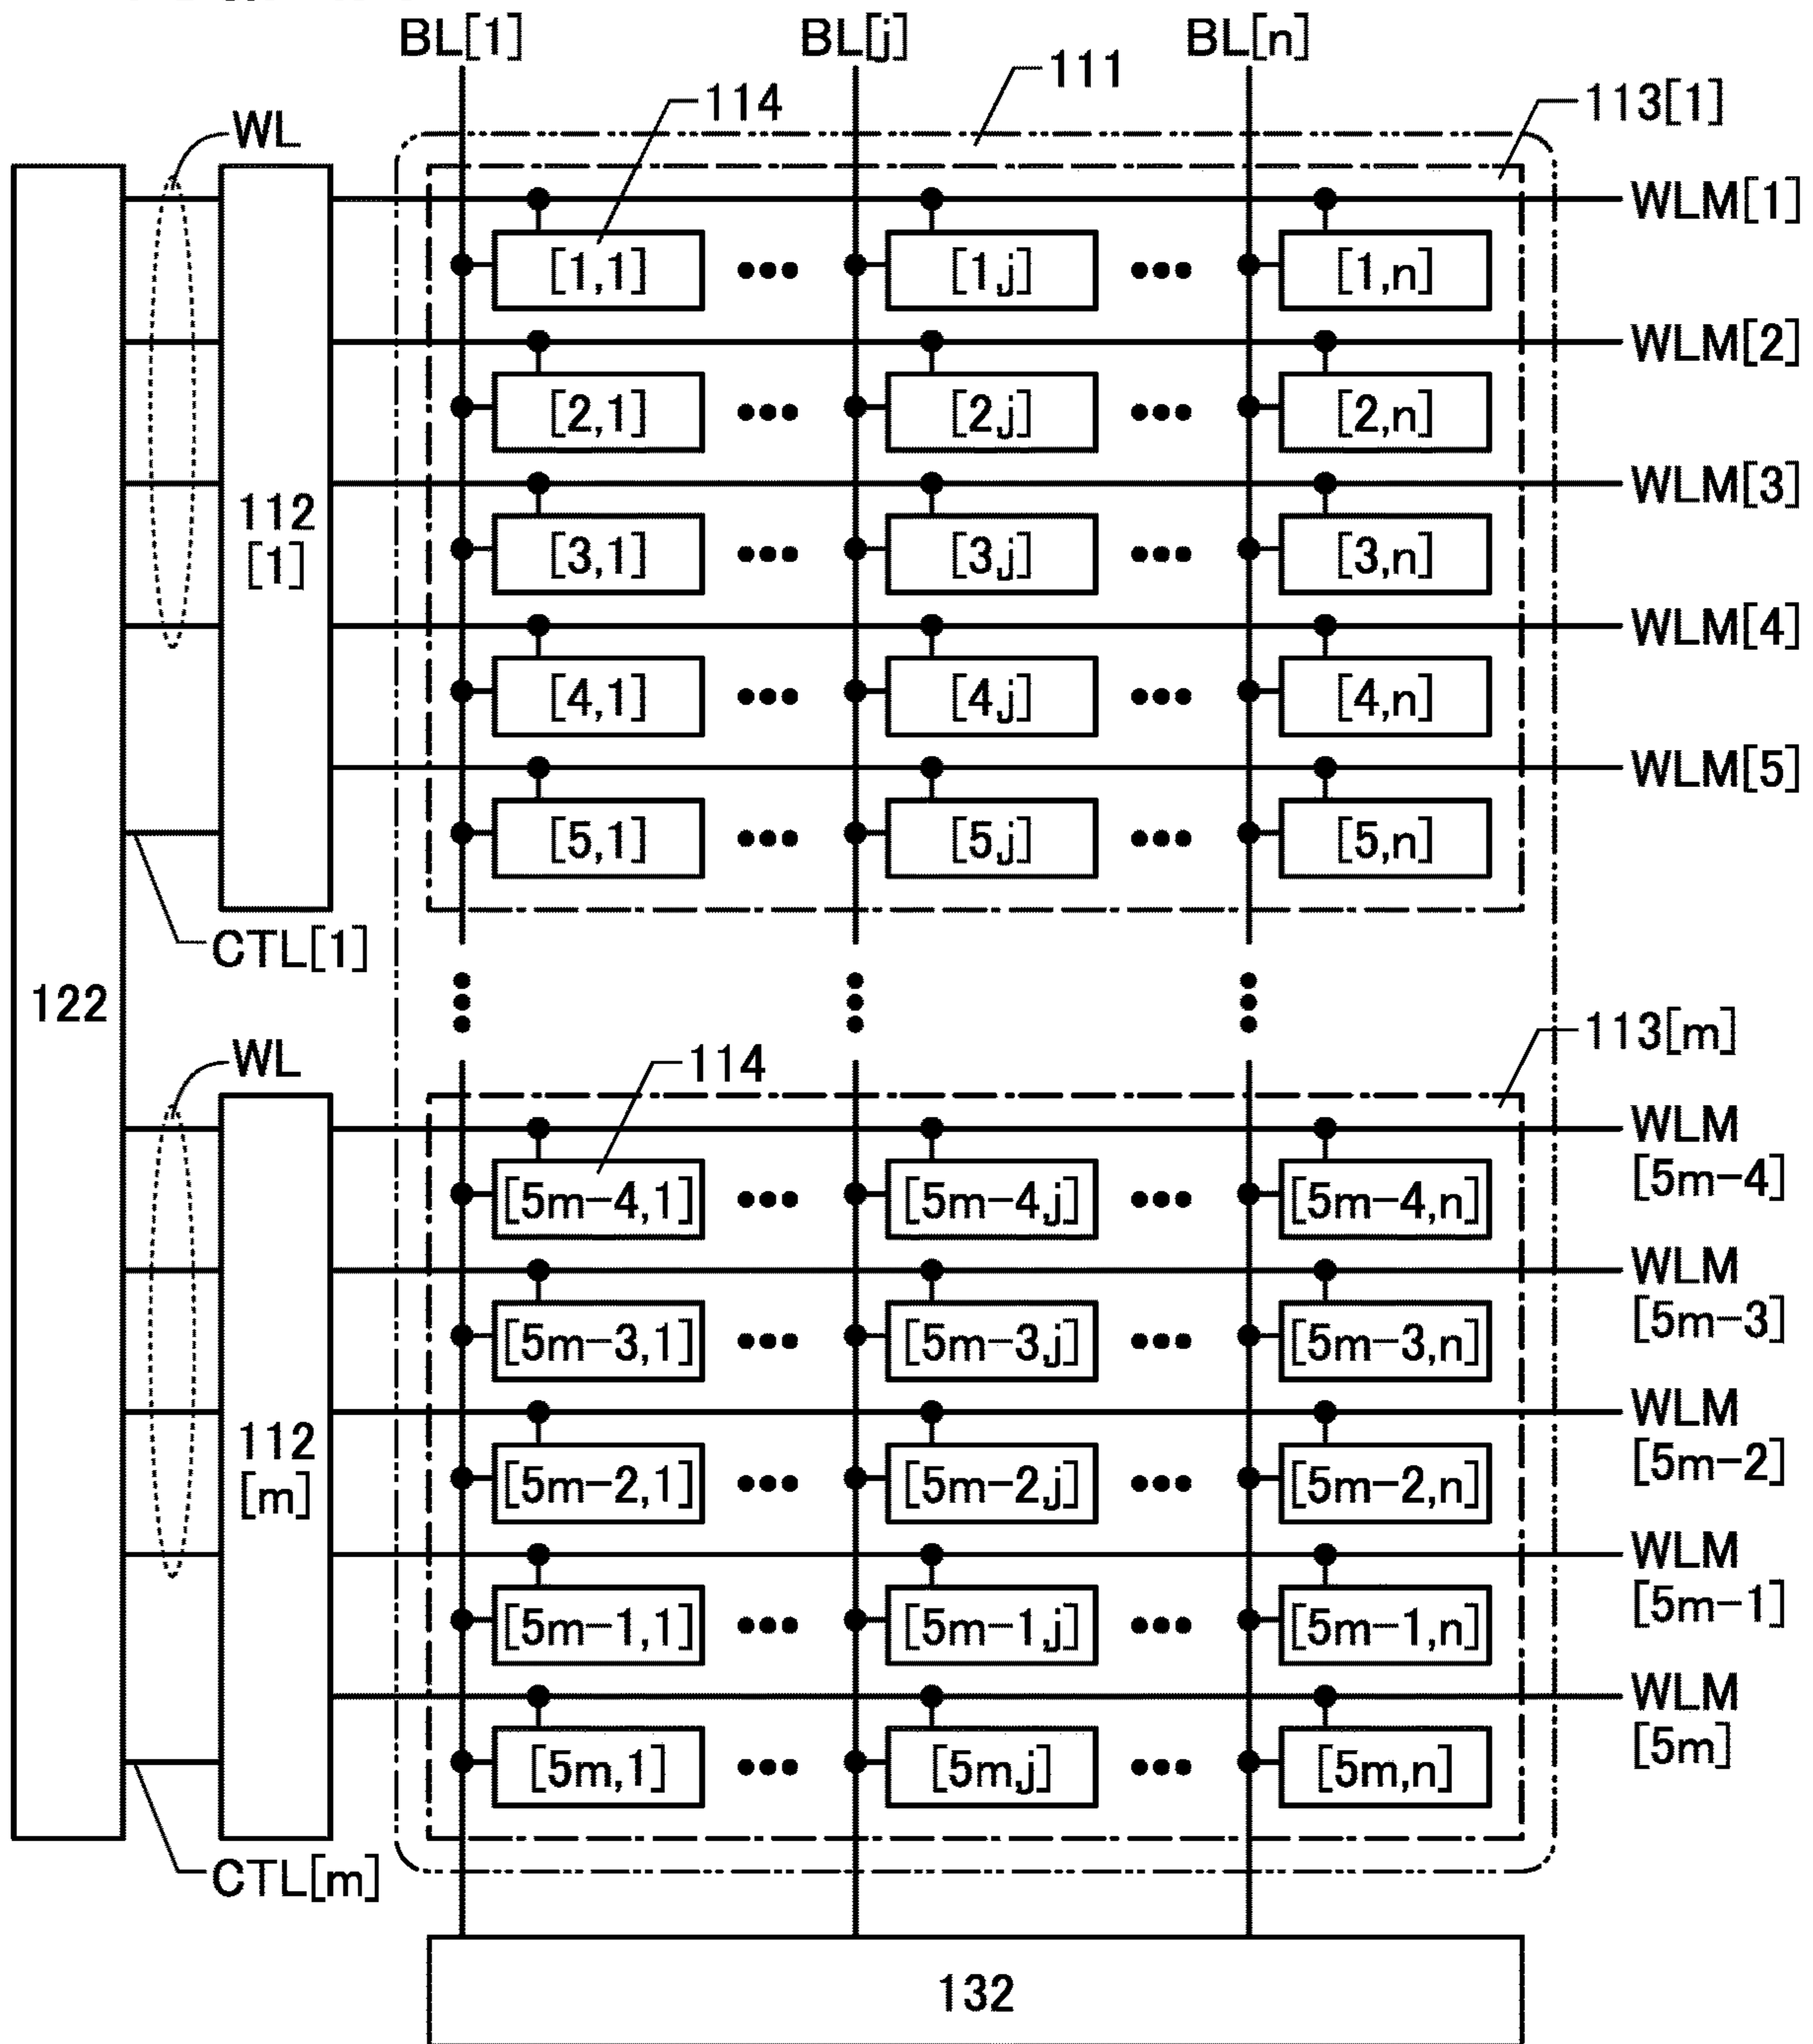 BL[1] BL[j] BL[n]
111
114 113[1]
WL
WLM[1]
[1,1] ••• [1,j] ••• [1,n]
WLM[2]
[2,1] ••• [2,j] ••• [2,n]
WLM[3]
112
[1]
[3,1] ••• [3,j] ••• [3,n]
WLM[4]
[4,1] ••• [4,j] ••• [4,n]
WLM[5]
[5,1] ••• [5,j] ••• [5,n]
CTL[1]
122
113[m]
WL 114
WLM
[5m-4]
[5m-4,1] ••• [5m-4,j] ••• [5m-4,n]
WLM
[5m-3]
[5m-3,1] ••• [5m-3,j] ••• [5m-3,n]
WLM
[5m-2]
112
[m]
[5m-2,1] ••• [5m-2,j] ••• [5m-2,n]
WLM
[5m-1]
[5m-1,1] ••• [5m-1,j] ••• [5m-1,n]
WLM
[5m]
[5m,1] ••• [5m,j] ••• [5m,n]
CTL[m]
132